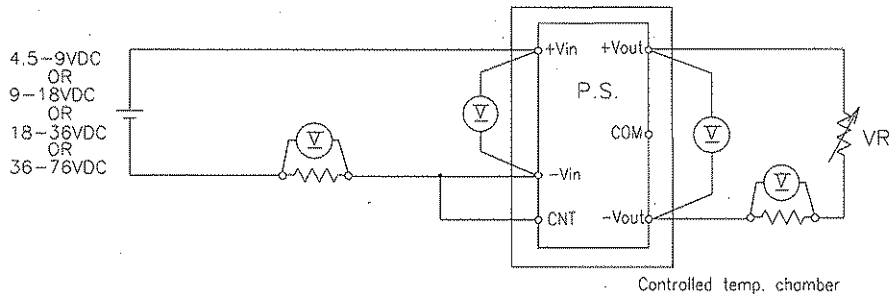 4.5-9VDC
OR
9-18VDC
OR
18-36VDC
OR
36-76VDC
V
V
+Vin
-Vin
CNT
P.S.
+Vout
COM
-Vout
V
V
VR
Controlled temp. chamber